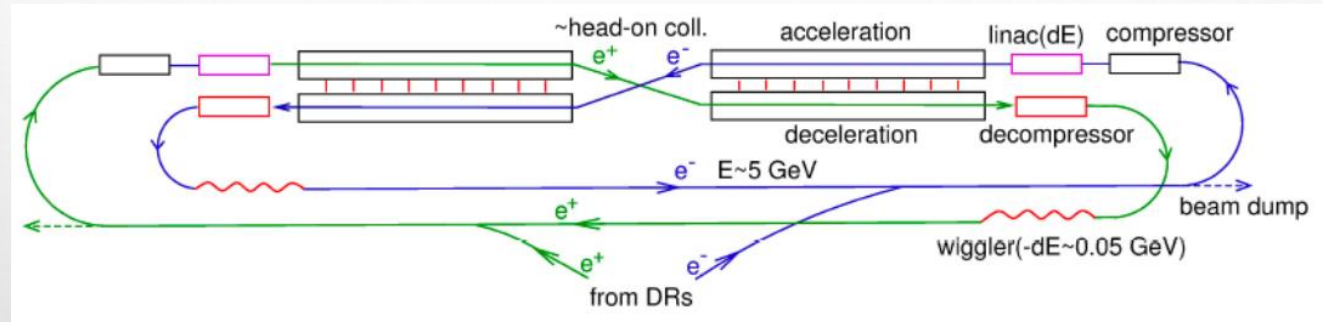 ~head-on coll.
acceleration
linac(dE)
compressor
e+
e-
deceleration
decompressor
e- E~5 GeV
e+
beam dump
wiggler(-dE~0.05 GeV)
e+
e-
from DRs